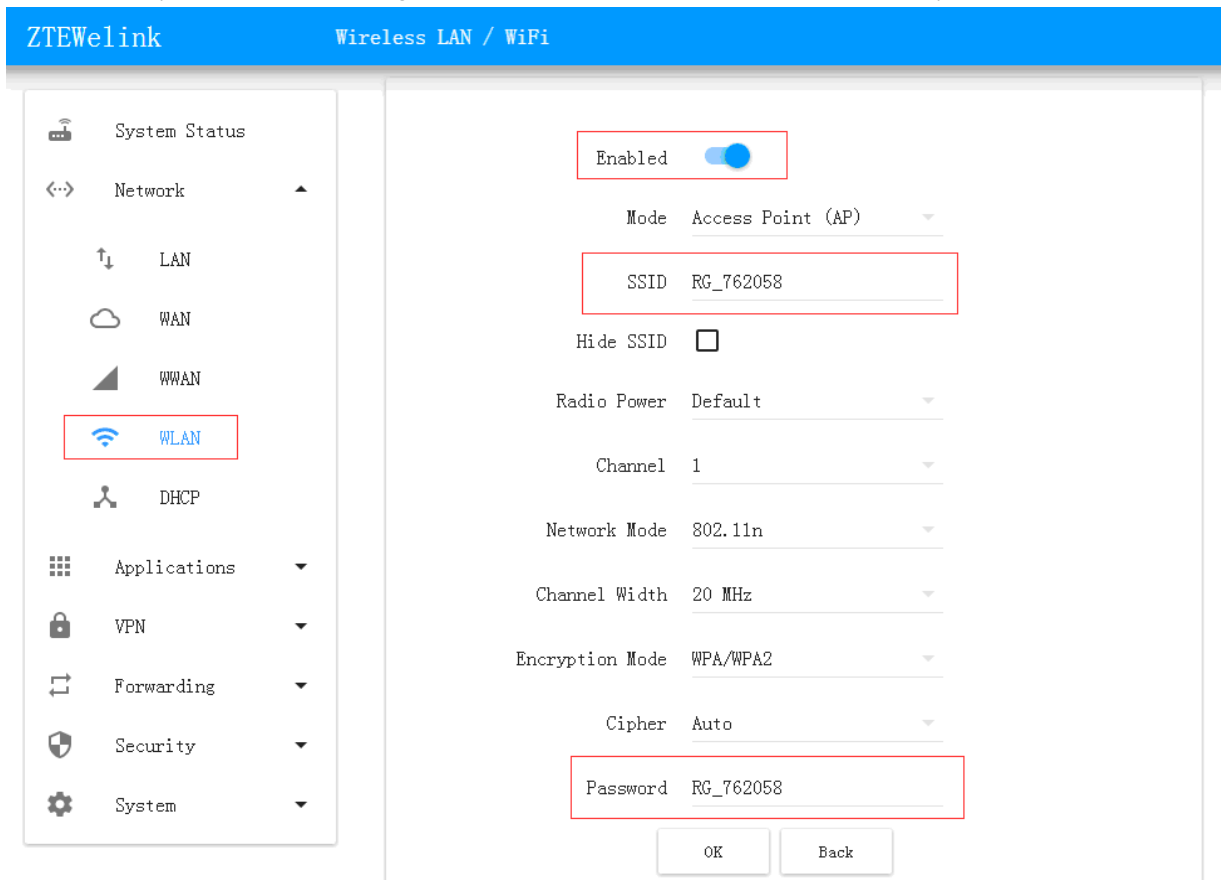 ZTEWelink
Wireless LAN / WiFi
System Status
Network
LAN
WAN
WWAN
WLAN
DHCP
Applications
VPN
Forwarding
Security
System
Enabled
Mode Access Point (AP)
SSID RG_762058
Hide SSID
Radio Power Default
Channel 1
Network Mode 802.11n
Channel Width 20 MHz
Encryption Mode WPA/WPA2
Cipher Auto
Password RG_762058
OK Back